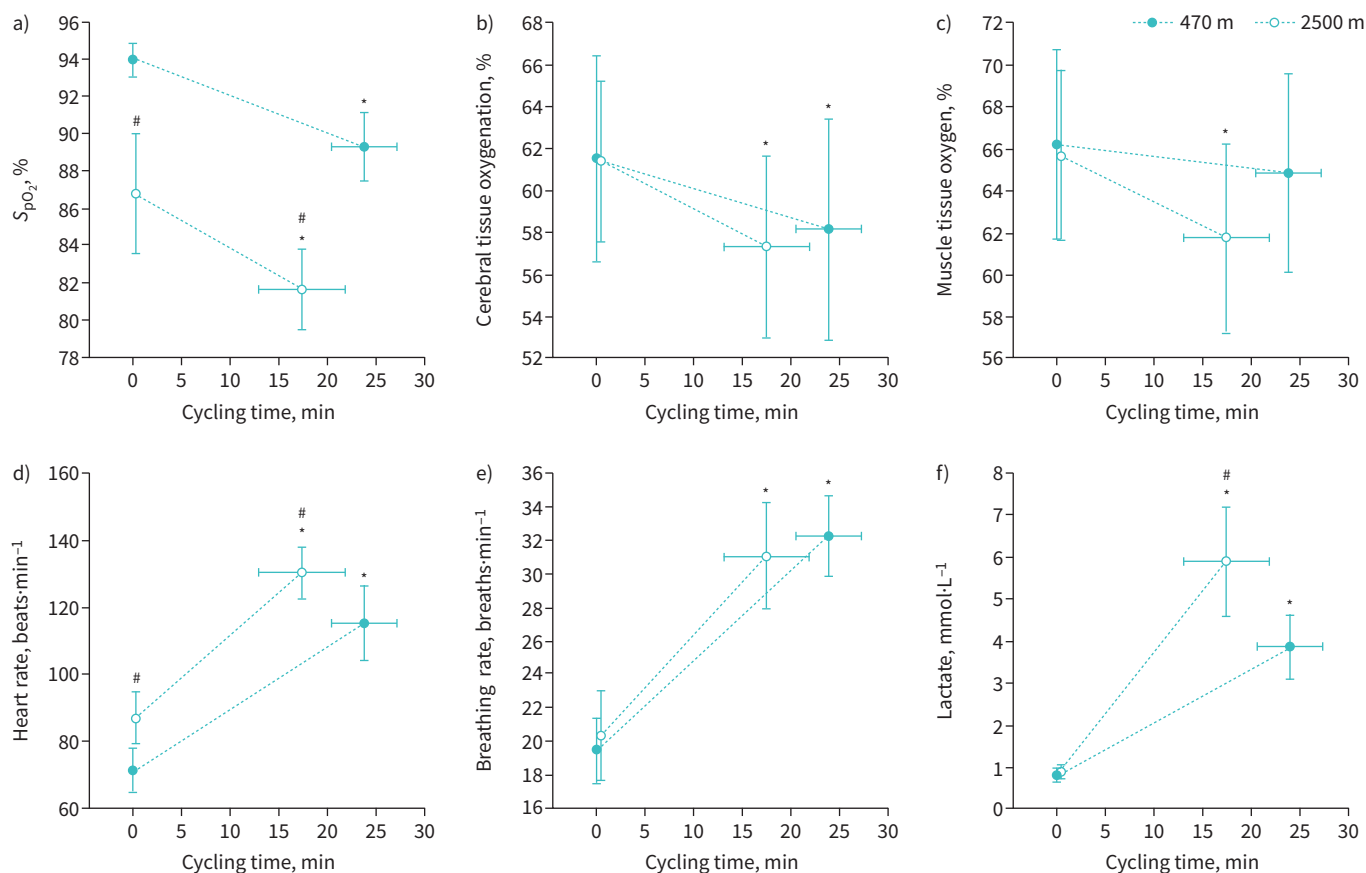 a)
96
94
92
90
88
86
84
82
80
78
SpO₂, %
#
#
*
*
0 5 10 15 20 25 30
Cycling time, min
b)
68
66
64
62
60
58
56
54
52
Cerebral tissue oxygenation, %
*
*
0 5 10 15 20 25 30
Cycling time, min
c)
470 m 2500 m
72
70
68
66
64
62
60
58
56
Muscle tissue oxygen, %
*
0 5 10 15 20 25 30
Cycling time, min
d)
160
140
120
100
80
60
Heart rate, beats·min⁻¹
#
#
*
*
0 5 10 15 20 25 30
Cycling time, min
e)
36
34
32
30
28
26
24
22
20
18
16
Breathing rate, breaths·min⁻¹
*
*
0 5 10 15 20 25 30
Cycling time, min
f)
8
7
6
5
4
3
2
1
0
Lactate, mmol·L⁻¹
#
*
*
0 5 10 15 20 25 30
Cycling time, min